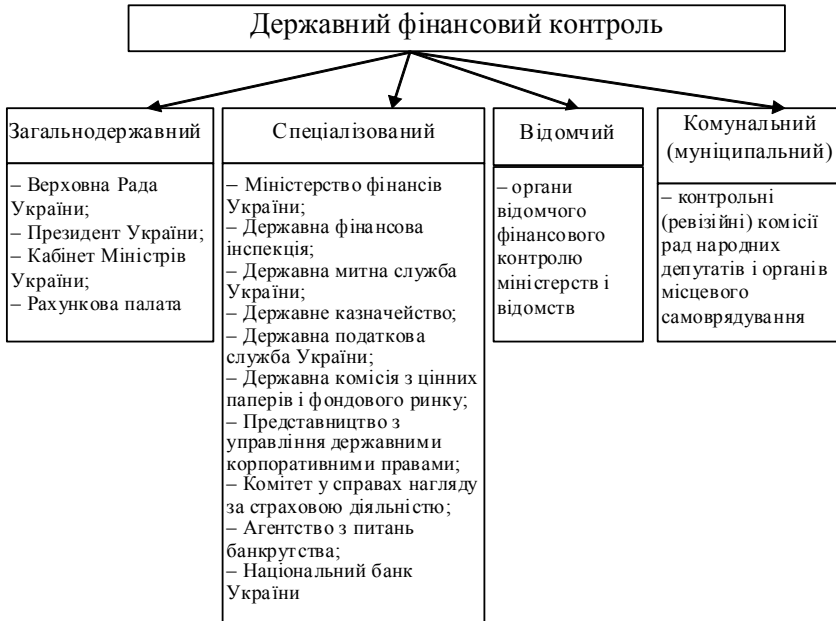 Державний фінансовий контроль
Загальнодержавний
– Верховна Рада
України;
– Президент України;
– Кабінет Міністрів
України;
– Рахункова палата
Спеціалізований
– Міністерство фінансів
України;
– Державна фінансова
інспекція;
– Державна митна служба
України;
– Державне казначейство;
– Державна податкова
служба України;
– Державна комісія з цінних
паперів і фондового ринку;
– Представництво з
управління державними
корпоративними правами;
– Комітет у справах нагляду
за страховою діяльністю;
– Агентство з питань
банкрутства;
– Національний банк
України
Відомчий
– органи
відомчого
фінансового
контролю
міністерств і
відомств
Комунальний
(муніципальний)
– контрольні
(ревізійні) комісії
рад народних
депутатів і органів
місцевого
самоврядування